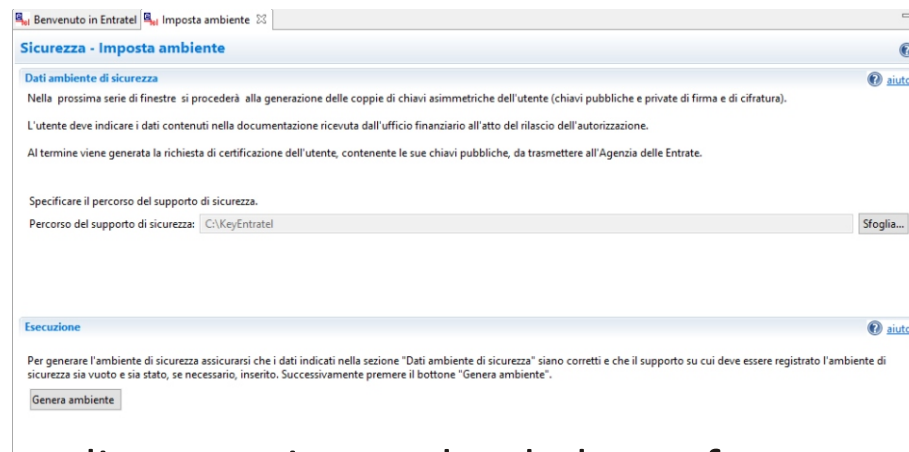 Benvenuto in Entratel Imposta ambiente
Sicurezza - Imposta ambiente
Dati ambiente di sicurezza
aiuto
Nella prossima serie di finestre si procederà alla generazione delle coppie di chiavi asimmetriche dell'utente (chiavi pubbliche e private di firma e di cifratura).
L'utente deve indicare i dati contenuti nella documentazione ricevuta dall'ufficio finanziario all'atto del rilascio dell'autorizzazione.
Al termine viene generata la richiesta di certificazione dell'utente, contenente le sue chiavi pubbliche, da trasmettere all'Agenzia delle Entrate.
Specificare il percorso del supporto di sicurezza.
Percorso del supporto di sicurezza: C:\KeyEntratel Sfoglia...
Esecuzione
aiuto
Per generare l'ambiente di sicurezza assicurarsi che i dati indicati nella sezione "Dati ambiente di sicurezza" siano corretti e che il supporto su cui deve essere registrato l'ambiente di
sicurezza sia vuoto e sia stato, se necessario, inserito. Successivamente premere il bottone "Genera ambiente".
Genera ambiente